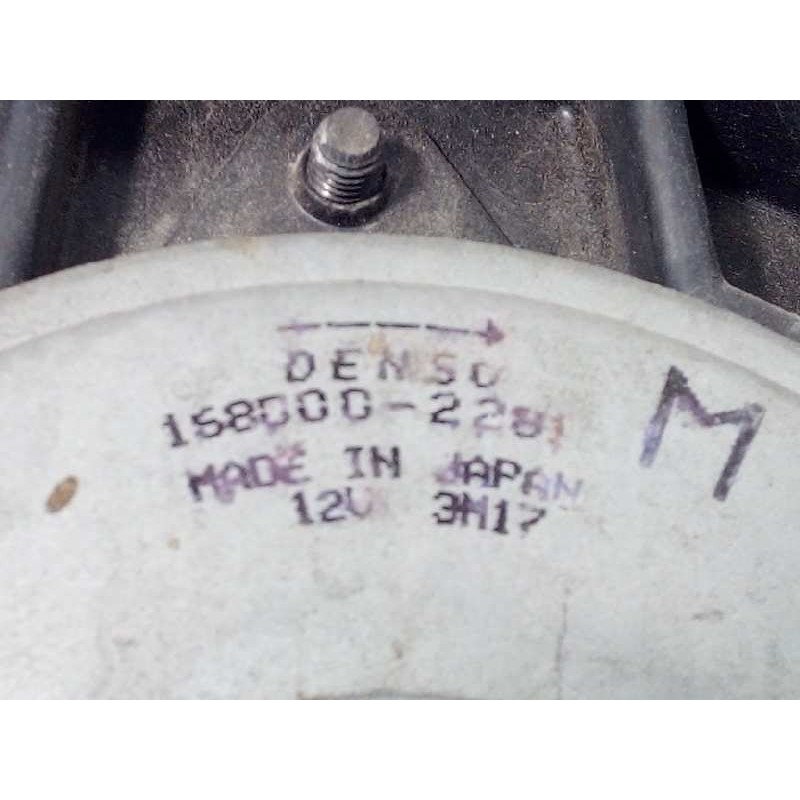 DENSO
168000-2281
MADE IN JAPAN
12V 3M17
M